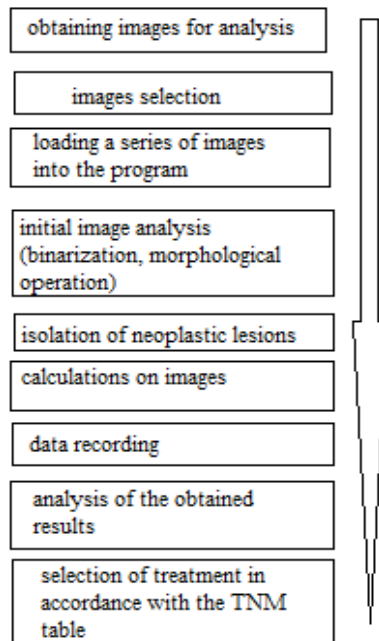 obtaining images for analysis
images selection
loading a series of images
into the program
initial image analysis
(binarization, morphological
operation)
isolation of neoplastic lesions
calculations on images
data recording
analysis of the obtained
results
selection of treatment in
accordance with the TNM
table